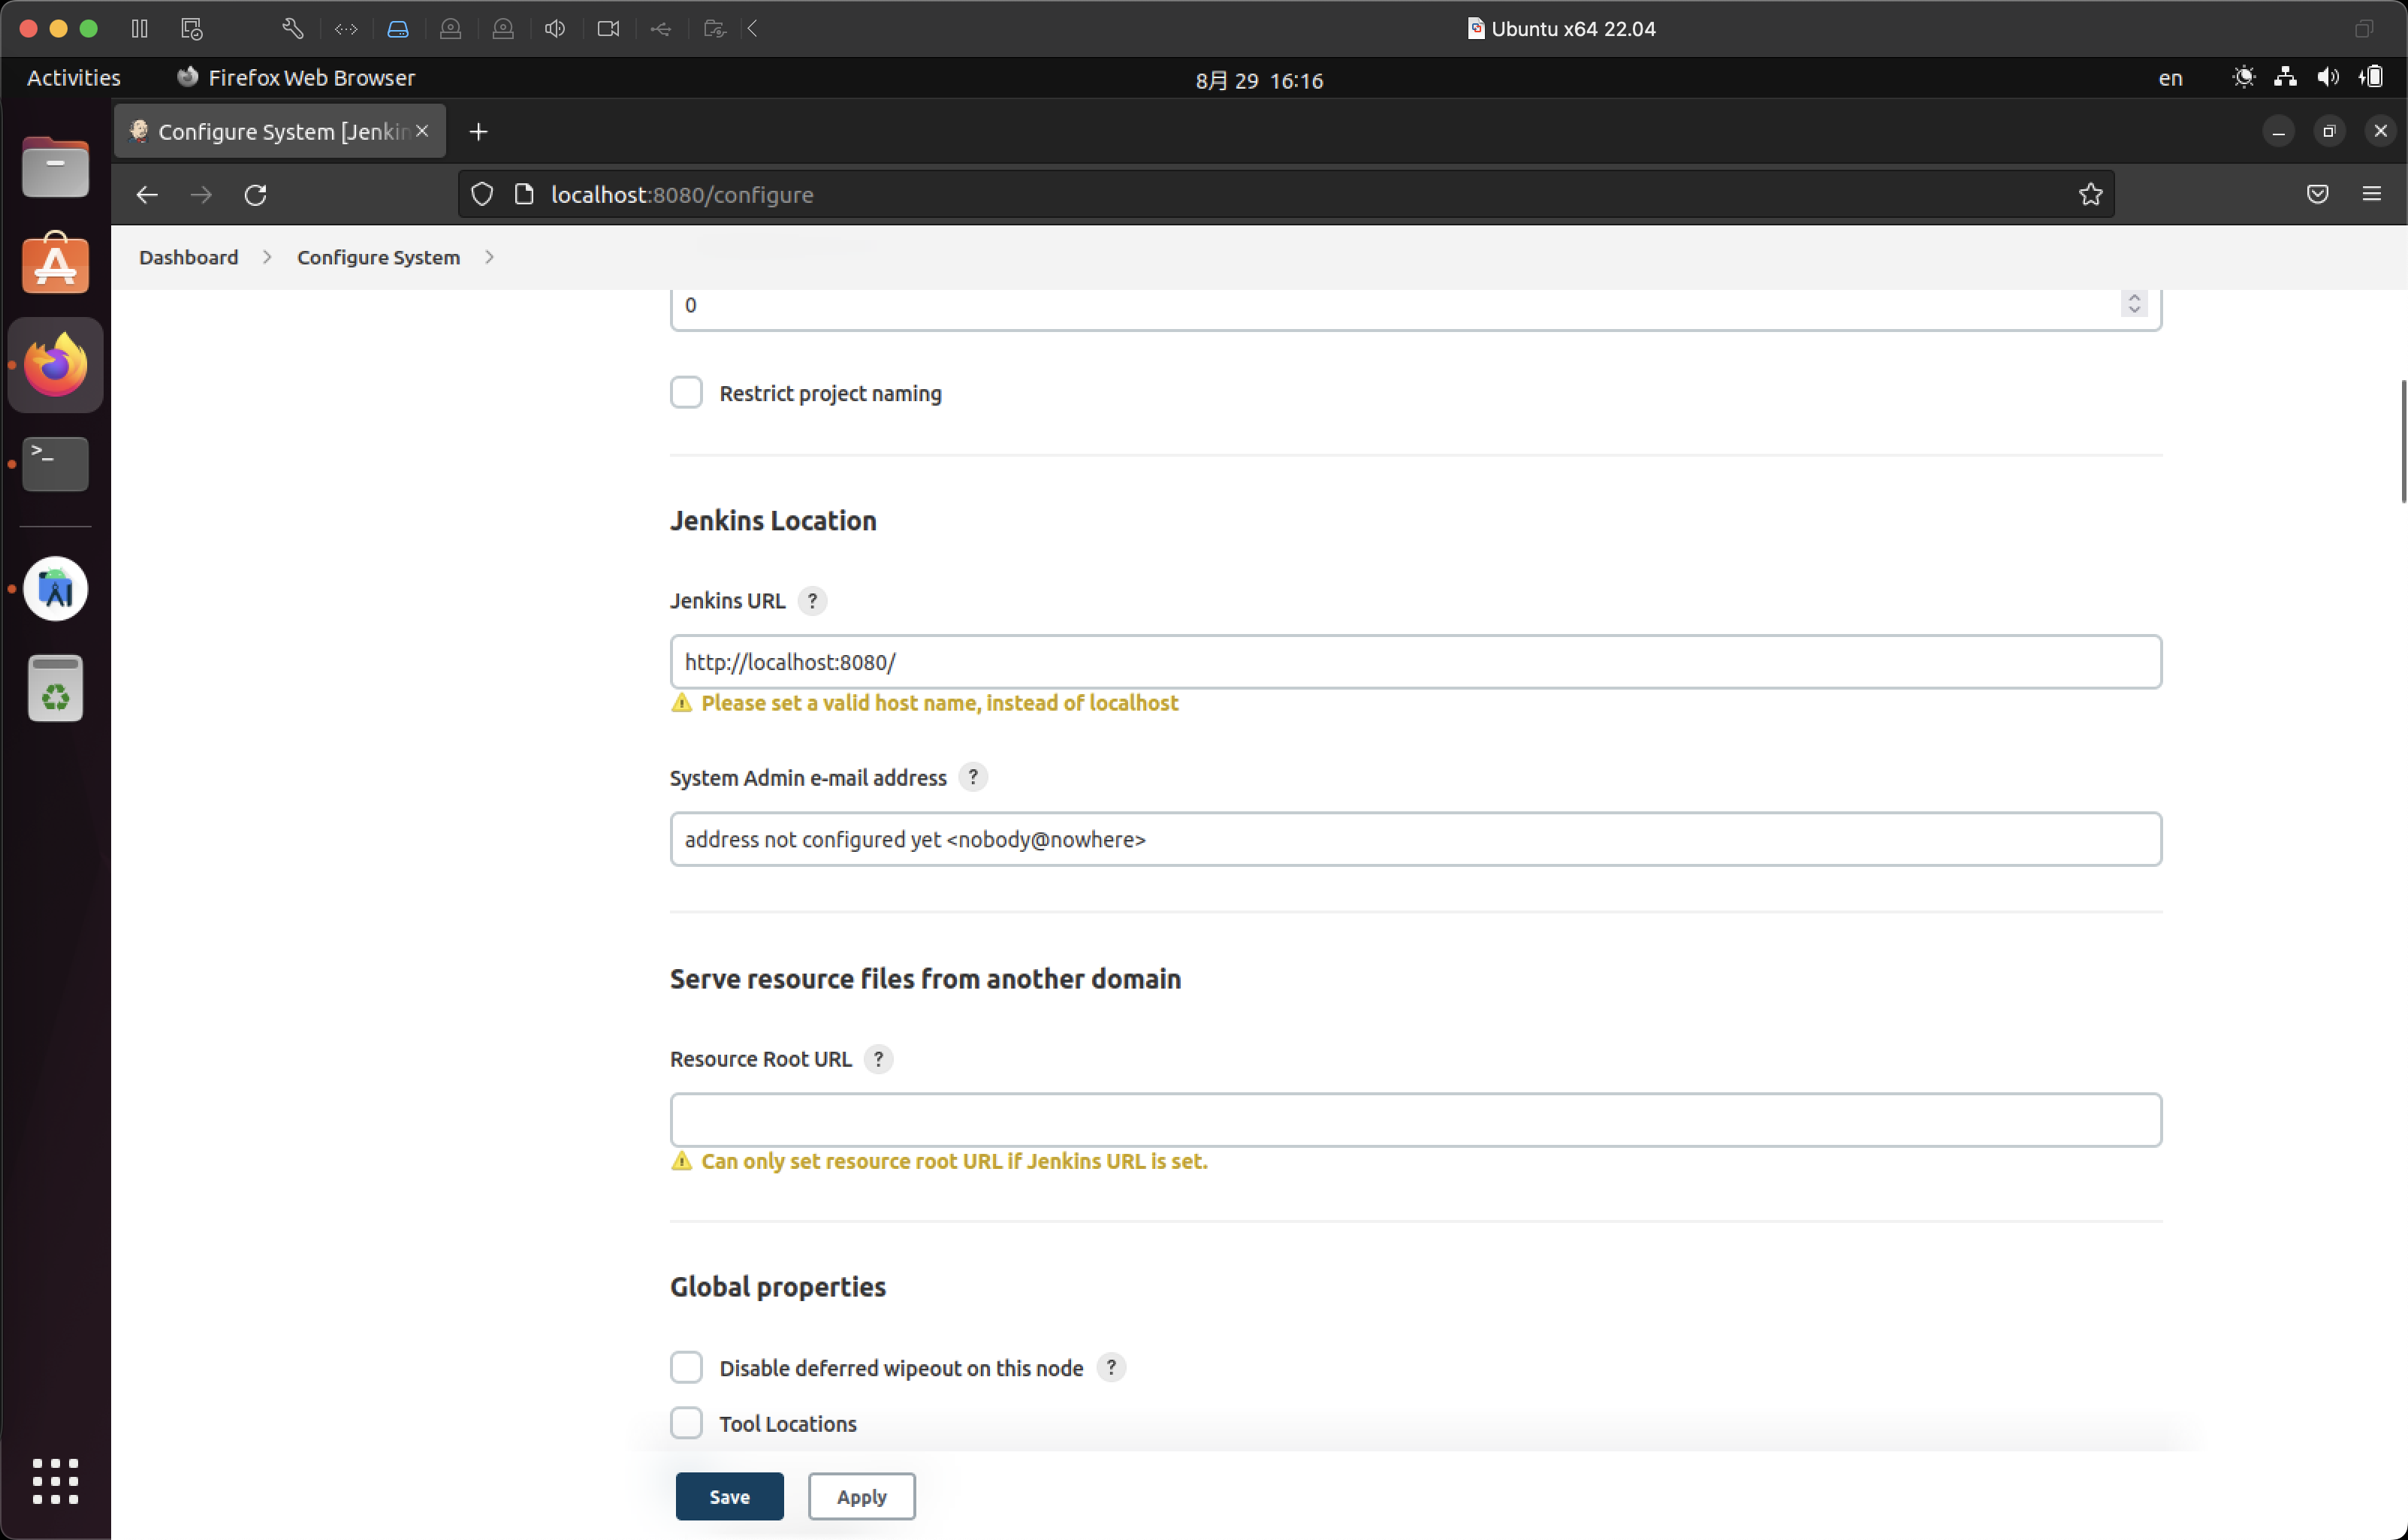 Ubuntu x64 22.04
Activities
Firefox Web Browser
8月 29 16:16
en
Configure System [Jenkin
localhost:8080/configure
Dashboard
Configure System
0
Restrict project naming
Jenkins Location
Jenkins URL ?
http://localhost:8080/
Please set a valid host name, instead of localhost
System Admin e-mail address ?
address not configured yet <nobody@nowhere>
Serve resource files from another domain
Resource Root URL ?
Can only set resource root URL if Jenkins URL is set.
Global properties
Disable deferred wipeout on this node ?
Tool Locations
Save
Apply